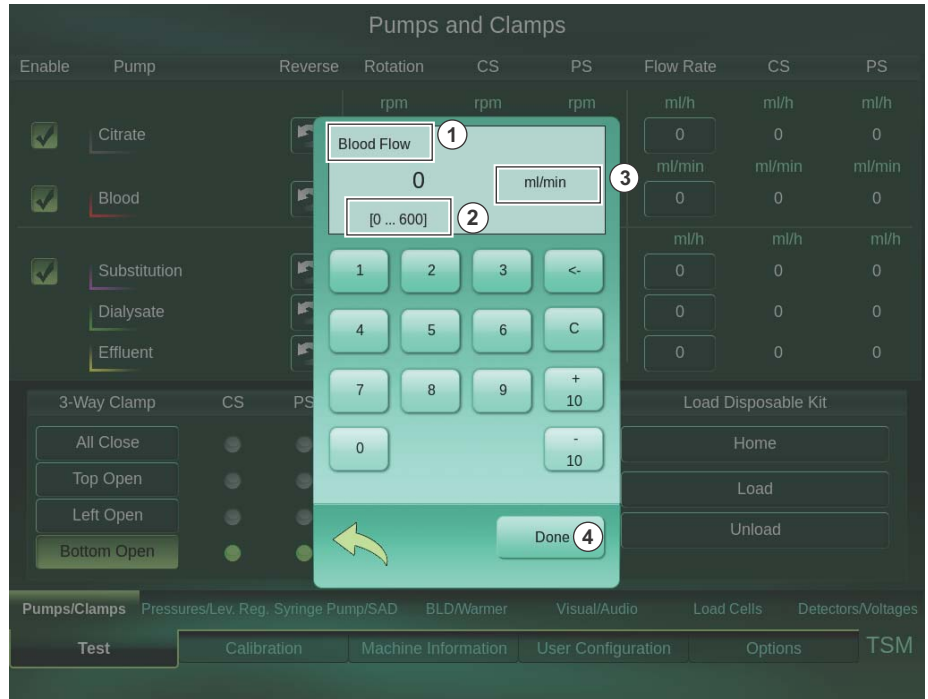 Pumps and Clamps
Enable Pump Reverse Rotation CS PS Flow Rate CS PS
rpm rpm rpm ml/h ml/h ml/h
Citrate 0 0 0
ml/min ml/min ml/min
Blood 0 0 0
ml/h ml/h ml/h
Substitution 0 0 0
Dialysate 0 0 0
Effluent 0 0 0
Blood Flow 1
0 ml/min 3
[0 ... 600] 2
1 2 3 <-
4 5 6 C
7 8 9 + 10
0 - 10
Done 4
3-Way Clamp CS PS Load Disposable Kit
All Close Home
Top Open Load
Left Open Unload
Bottom Open
Pumps/Clamps Pressures/Lev. Reg. Syringe Pump/SAD BLD/Warmer Visual/Audio Load Cells Detectors/Voltages
Test Calibration Machine Information User Configuration Options TSM